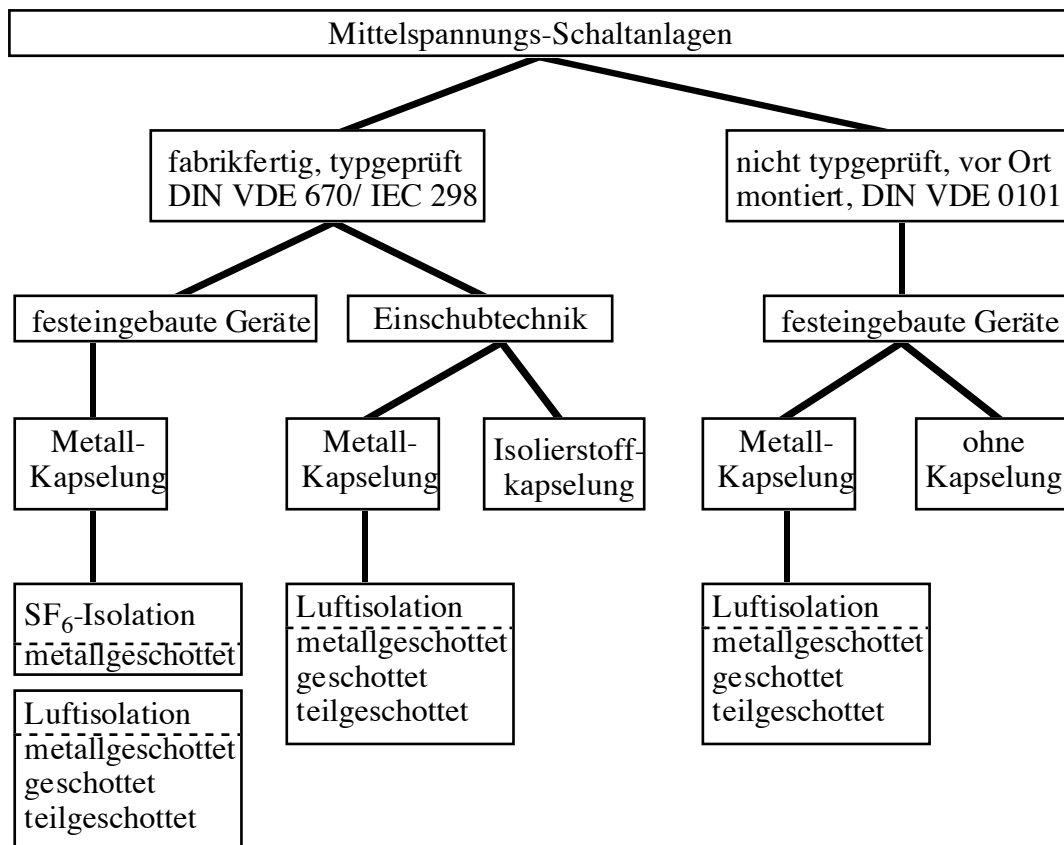 Mittelspannungs-Schaltanlagen
fabrikfertig, typgeprüft
DIN VDE 670/ IEC 298
nicht typgeprüft, vor Ort
montiert, DIN VDE 0101
festeingebaute Geräte
Einschubtechnik
festeingebaute Geräte
Metall-
Kapselung
Metall-
Kapselung
Isolierstoff-
kapselung
Metall-
Kapselung
ohne
Kapselung
SF₆-Isolation
metallgeschottet
Luftisolation
metallgeschottet
geschottet
teilgeschottet
Luftisolation
metallgeschottet
geschottet
teilgeschottet
Luftisolation
metallgeschottet
geschottet
teilgeschottet